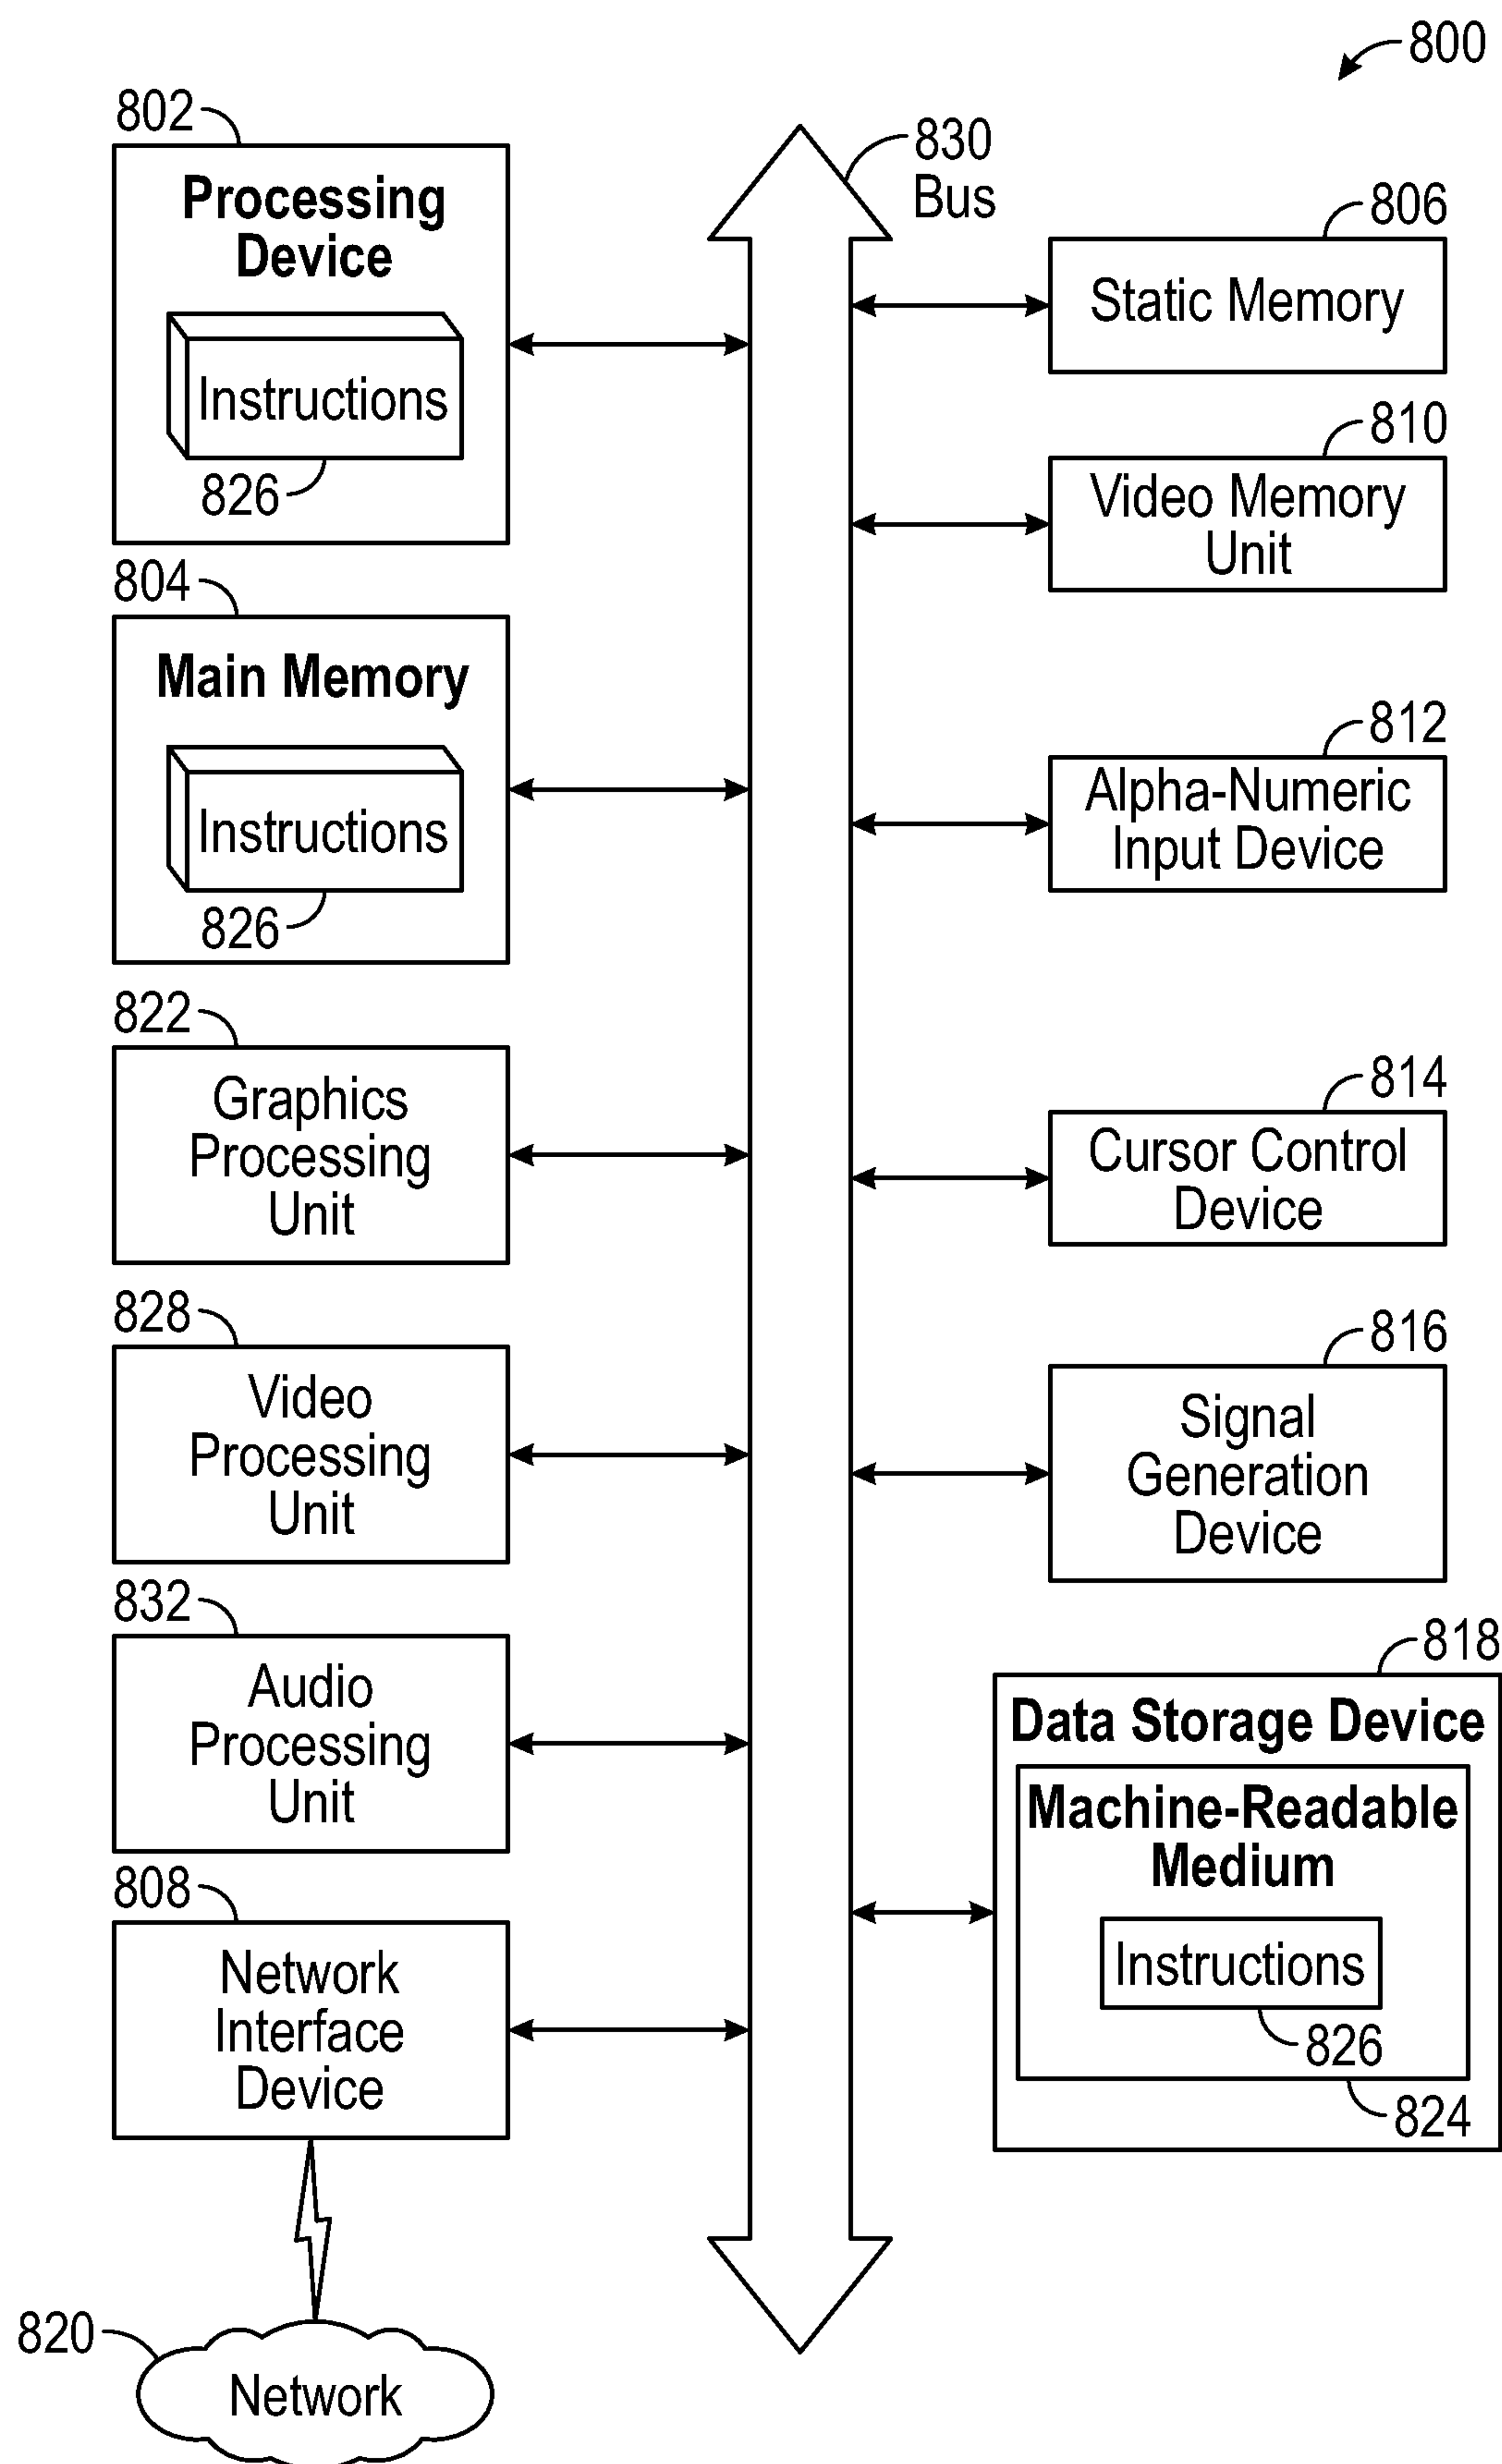 800
802
Processing
Device
Instructions
826
804
Main Memory
Instructions
826
822
Graphics
Processing
Unit
828
Video
Processing
Unit
832
Audio
Processing
Unit
808
Network
Interface
Device
820
Network
830
Bus
806
Static Memory
810
Video Memory
Unit
812
Alpha-Numeric
Input Device
814
Cursor Control
Device
816
Signal
Generation
Device
818
Data Storage Device
Machine-Readable
Medium
Instructions
826
824